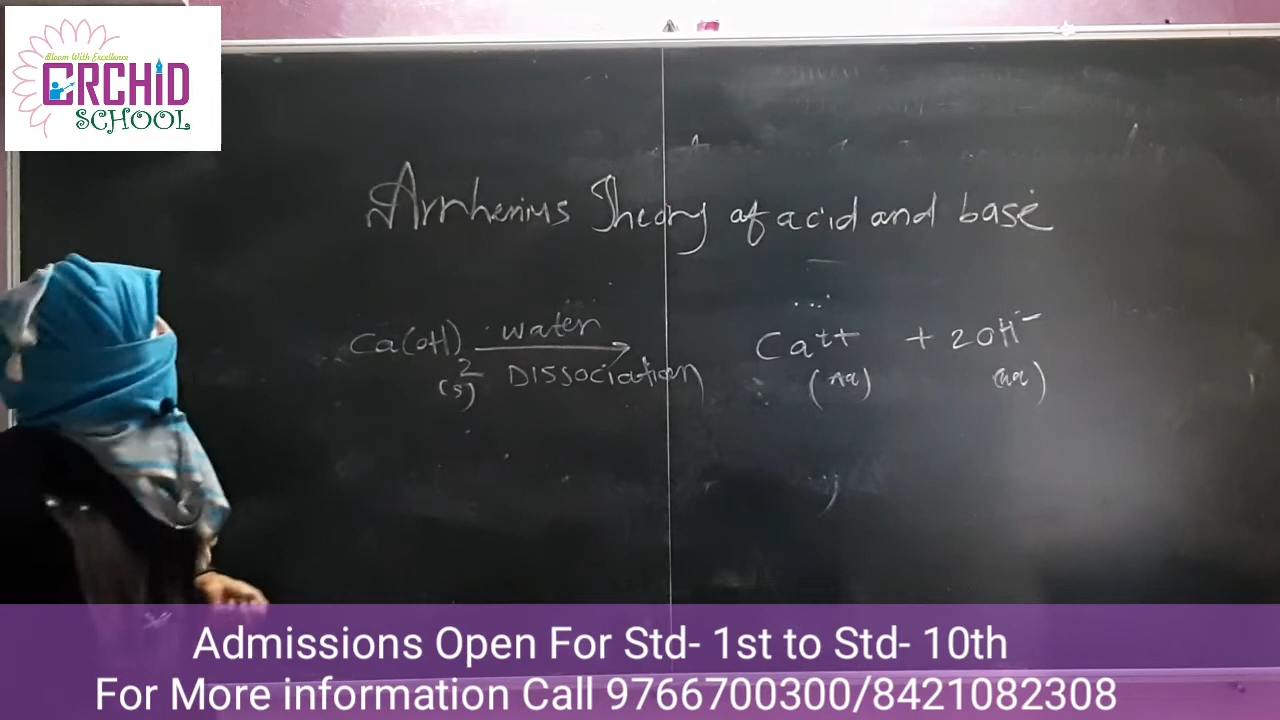 Bloom With Excellence
ORCHID
SCHOOL
Arrhenius Theory of acid and base
Ca(OH)2 (s) water DISSOCIATION → Ca++ (aq) + 2OH- (aq)
Admissions Open For Std- 1st to Std- 10th
For More information Call 9766700300/8421082308